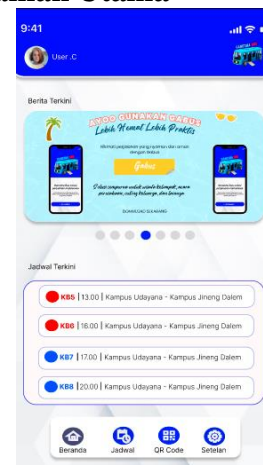 9:41
User .C
Berita Terkini
AYOO GUNAKAN GABUS
Lebih Hemat Lebih Praktis
Gabus
DOWNLOAD SEKARANG
Jadwal Terkini
KB5 | 13.00 | Kampus Udayana - Kampus Jineng Dalem
KB6 | 16.00 | Kampus Udayana - Kampus Jineng Dalem
KB7 | 17.00 | Kampus Udayana - Kampus Jineng Dalem
KB8 | 20.00 | Kampus Udayana - Kampus Jineng Dalem
Beranda Jadwal QR Code Setelan